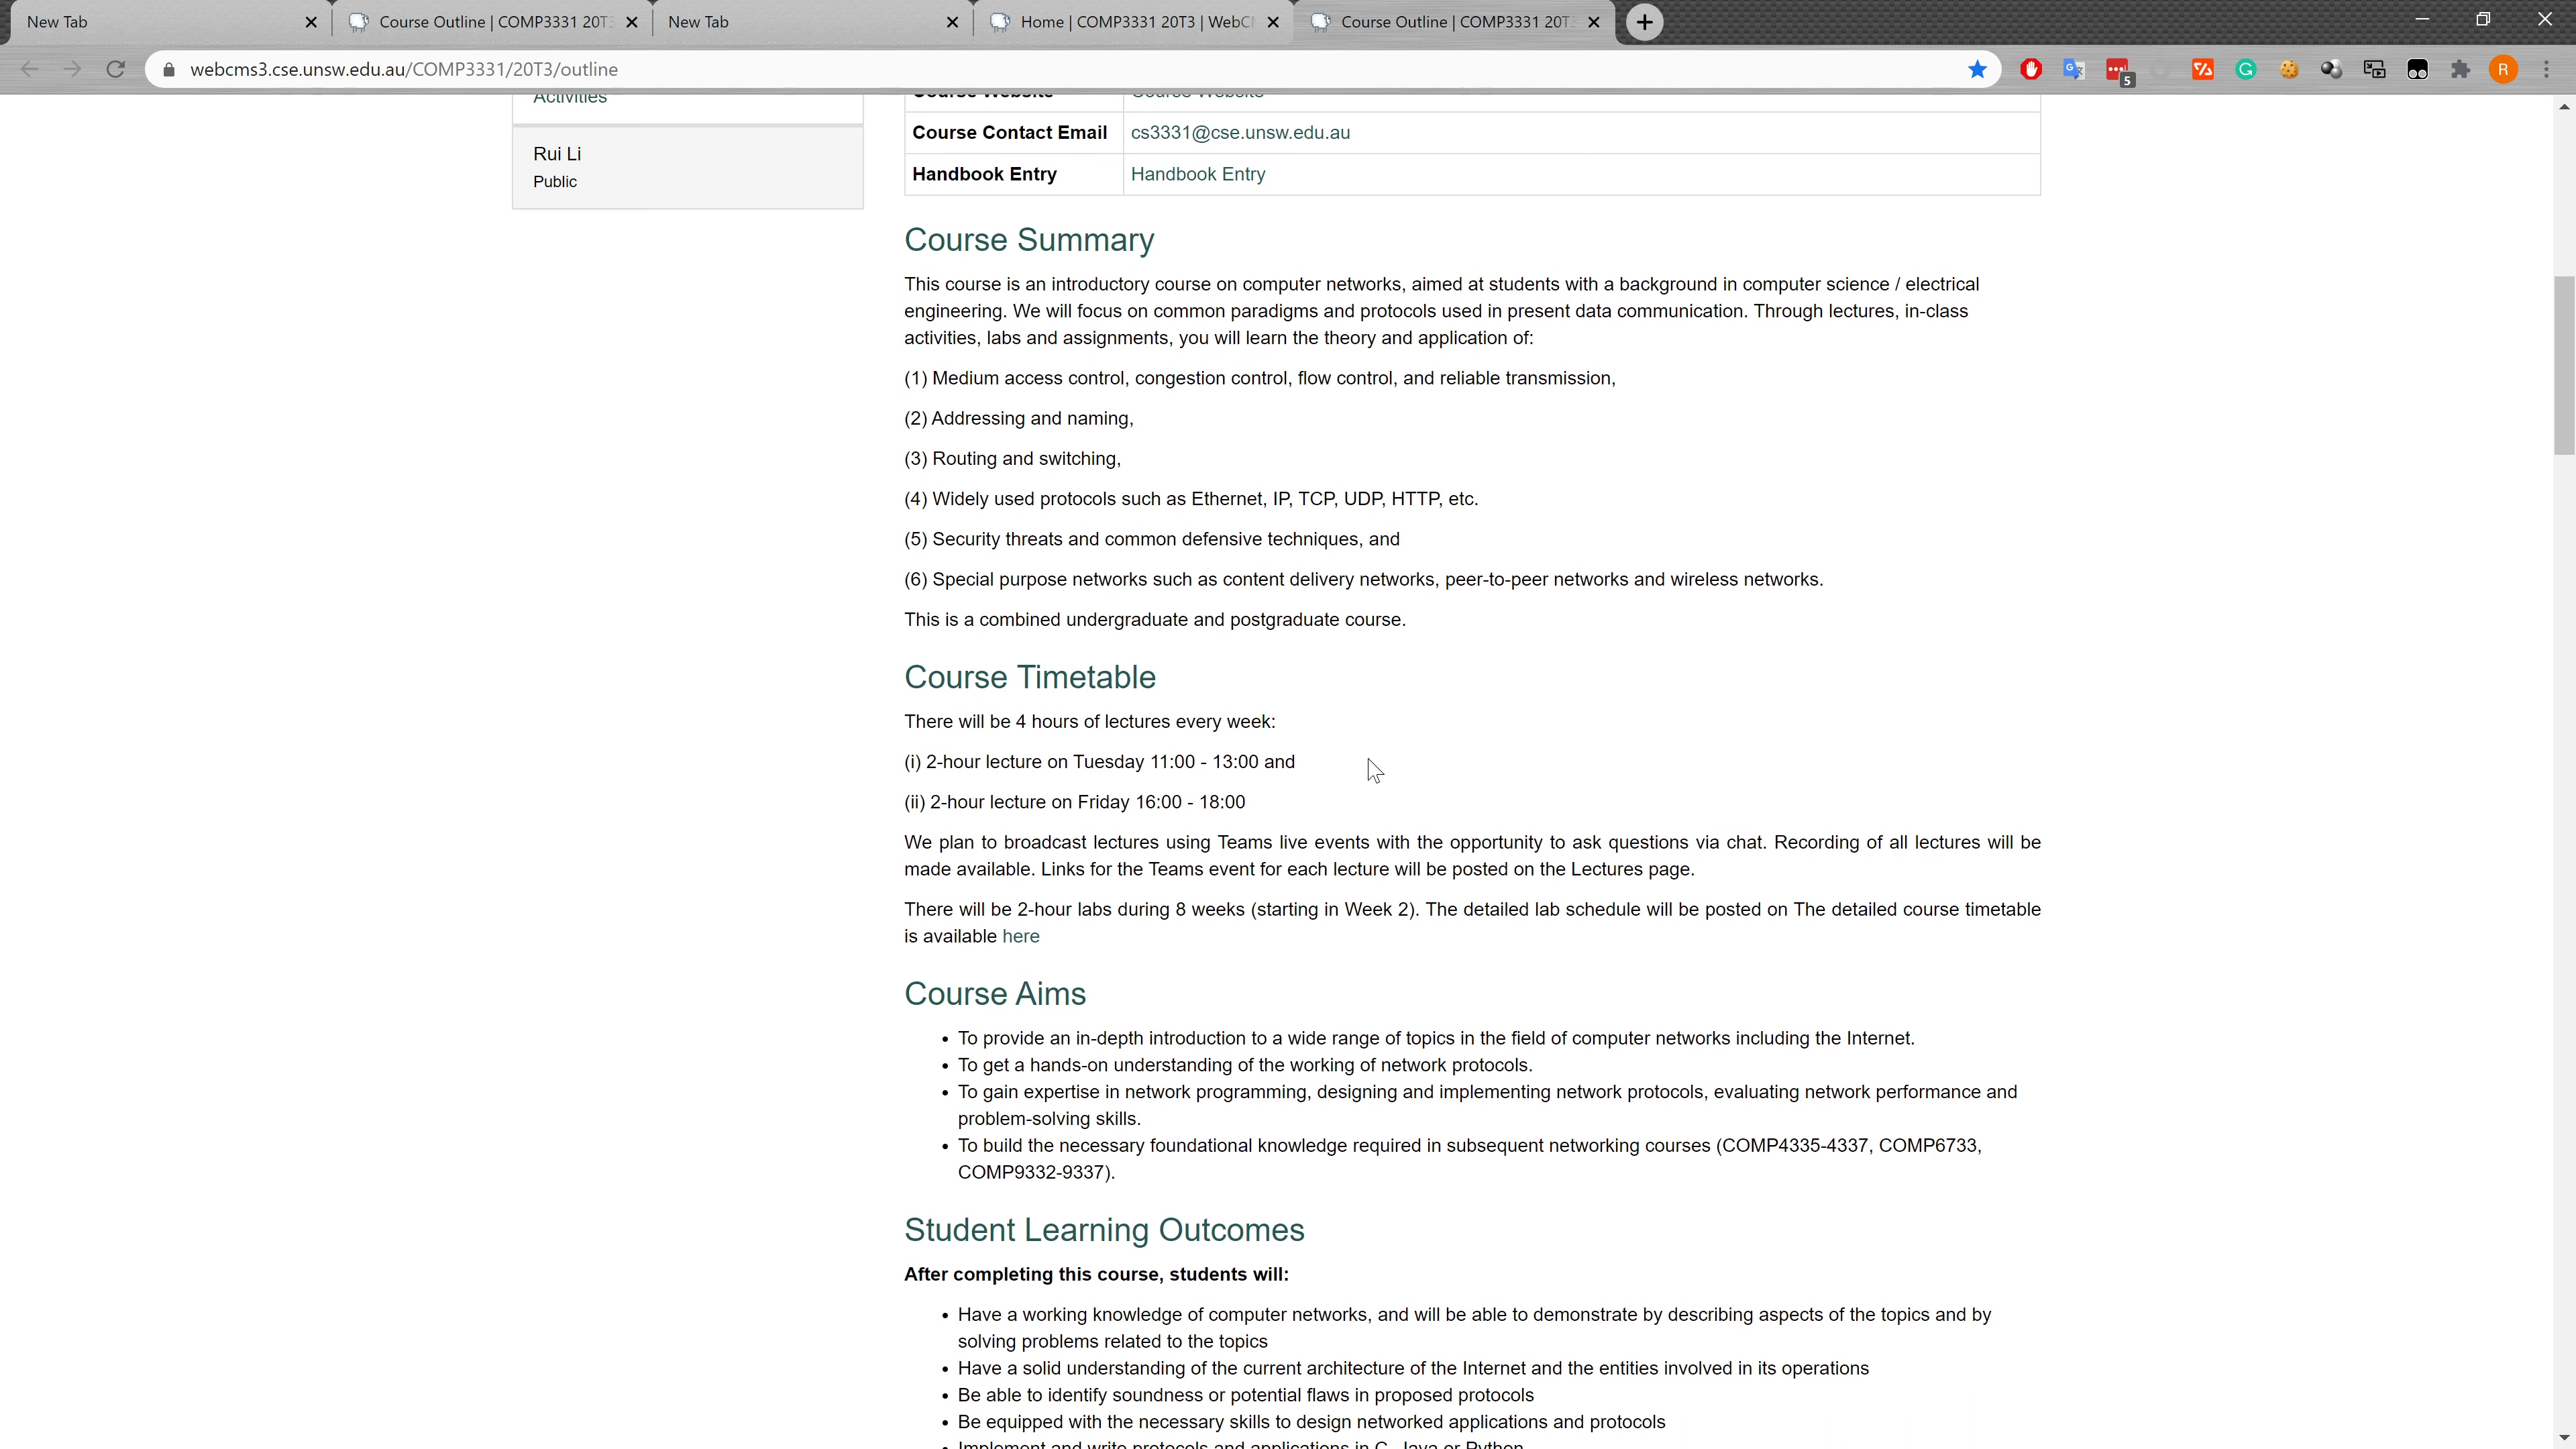 New Tab
Course Outline | COMP3331 20T3
New Tab
Home | COMP3331 20T3 | WebC
Course Outline | COMP3331 20T3
webcms3.cse.unsw.edu.au/COMP3331/20T3/outline
5
R
Activities
Rui Li
Public
Course Website Course Website
Course Contact Email cs3331@cse.unsw.edu.au
Handbook Entry Handbook Entry
Course Summary
This course is an introductory course on computer networks, aimed at students with a background in computer science / electrical
engineering. We will focus on common paradigms and protocols used in present data communication. Through lectures, in-class
activities, labs and assignments, you will learn the theory and application of:
(1) Medium access control, congestion control, flow control, and reliable transmission,
(2) Addressing and naming,
(3) Routing and switching,
(4) Widely used protocols such as Ethernet, IP, TCP, UDP, HTTP, etc.
(5) Security threats and common defensive techniques, and
(6) Special purpose networks such as content delivery networks, peer-to-peer networks and wireless networks.
This is a combined undergraduate and postgraduate course.
Course Timetable
There will be 4 hours of lectures every week:
(i) 2-hour lecture on Tuesday 11:00 - 13:00 and
(ii) 2-hour lecture on Friday 16:00 - 18:00
We plan to broadcast lectures using Teams live events with the opportunity to ask questions via chat. Recording of all lectures will be
made available. Links for the Teams event for each lecture will be posted on the Lectures page.
There will be 2-hour labs during 8 weeks (starting in Week 2). The detailed lab schedule will be posted on The detailed course timetable
is available here
Course Aims
• To provide an in-depth introduction to a wide range of topics in the field of computer networks including the Internet.
• To get a hands-on understanding of the working of network protocols.
• To gain expertise in network programming, designing and implementing network protocols, evaluating network performance and
problem-solving skills.
• To build the necessary foundational knowledge required in subsequent networking courses (COMP4335-4337, COMP6733,
COMP9332-9337).
Student Learning Outcomes
After completing this course, students will:
• Have a working knowledge of computer networks, and will be able to demonstrate by describing aspects of the topics and by
solving problems related to the topics
• Have a solid understanding of the current architecture of the Internet and the entities involved in its operations
• Be able to identify soundness or potential flaws in proposed protocols
• Be equipped with the necessary skills to design networked applications and protocols
• Implement and write protocols and applications in C, Java or Python